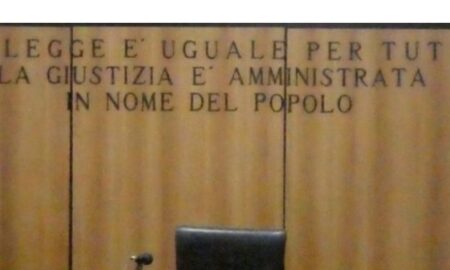 LEGGE E' UGUALE PER TUT
LA GIUSTIZIA E' AMMINISTRATA
IN NOME DEL POPOLO